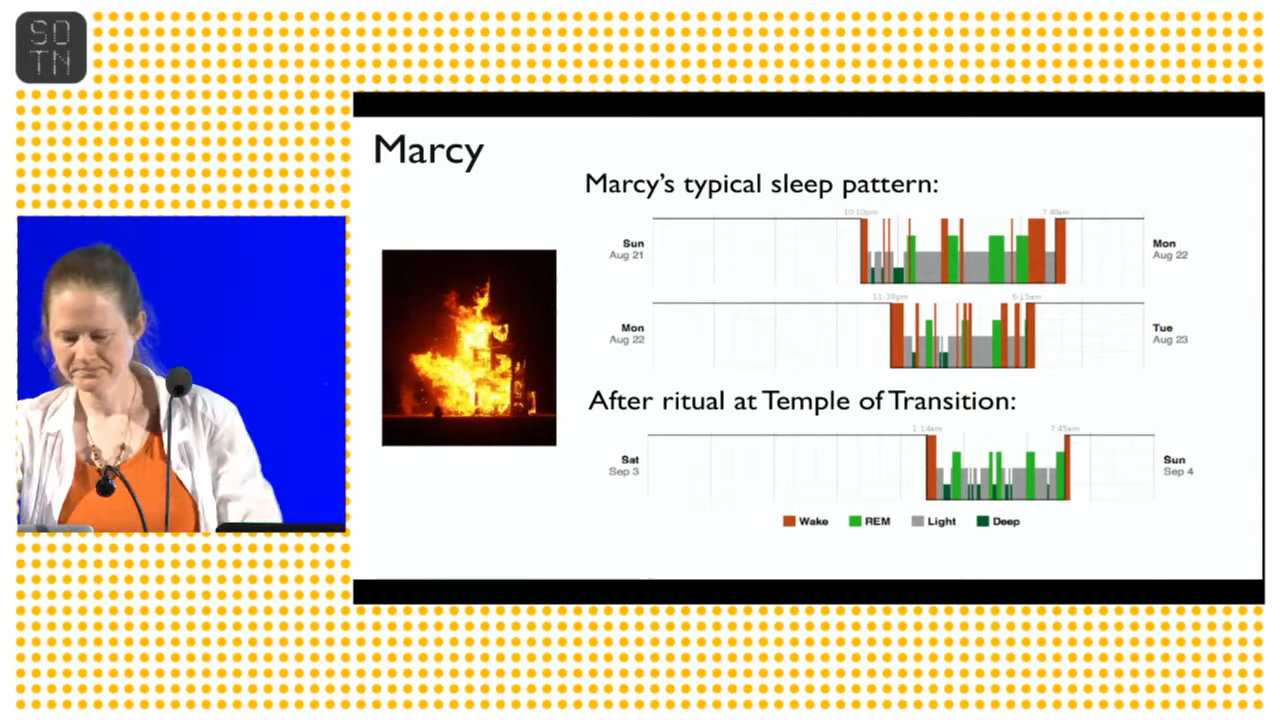 SO
TN
Marcy
Marcy's typical sleep pattern:
10:10pm
7:40am
Sun
Aug 21
Mon
Aug 22
11:39pm
6:15am
Mon
Aug 22
Tue
Aug 23
After ritual at Temple of Transition:
1:14am
7:45am
Sat
Sep 3
Sun
Sep 4
Wake REM Light Deep